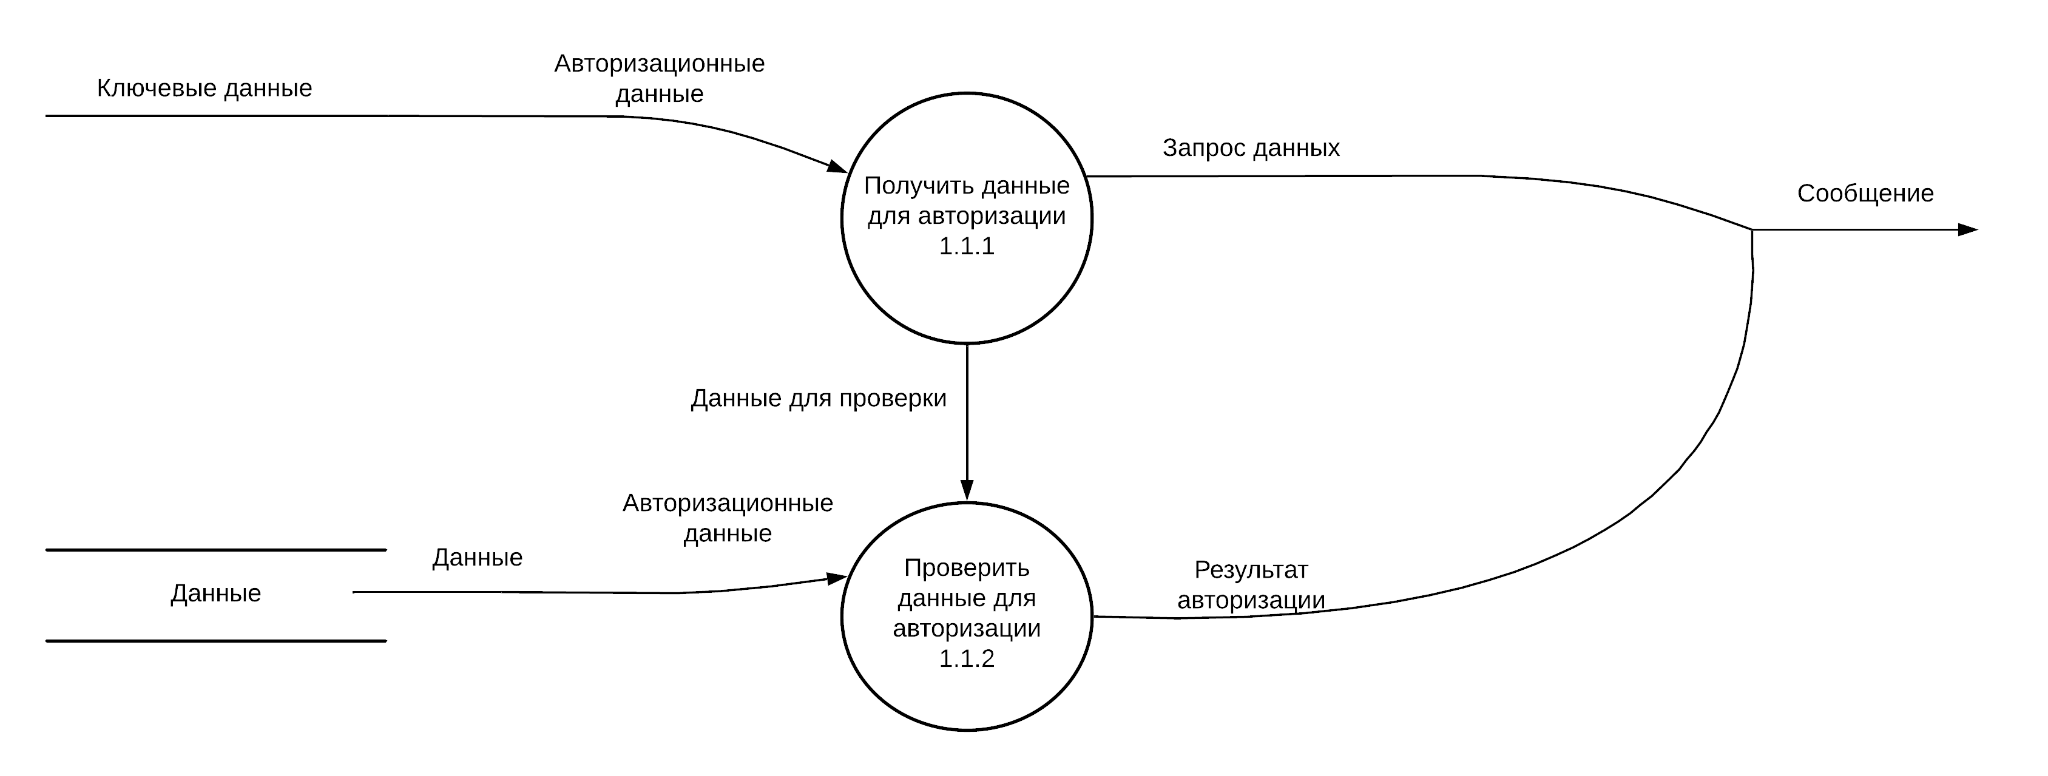 Ключевые данные
Авторизационные
данные
Получить данные
для авторизации
1.1.1
Запрос данных
Сообщение
Данные для проверки
Авторизационные
данные
Данные
Данные
Проверить
данные для
авторизации
1.1.2
Результат
авторизации